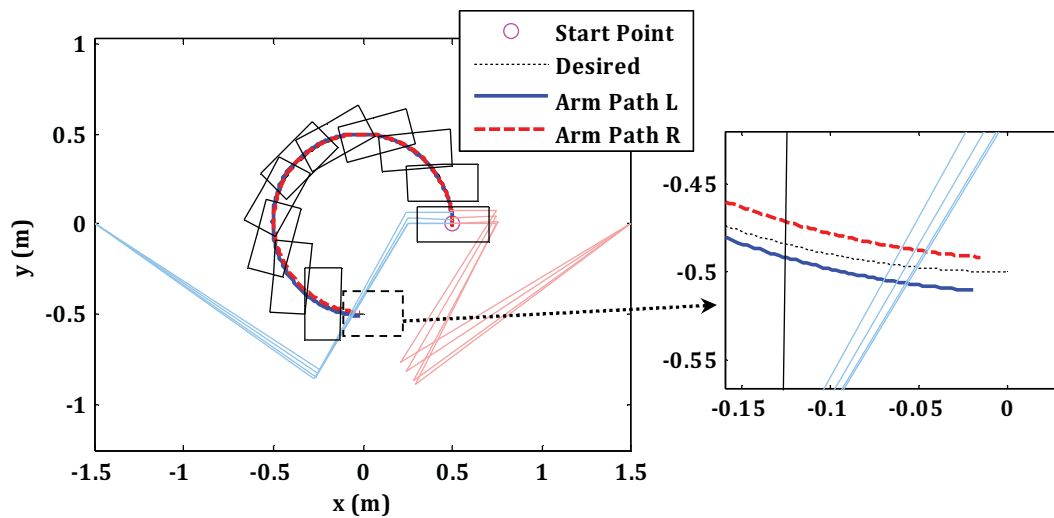 Start Point
Desired
Arm Path L
Arm Path R
1
0.5
0
-0.5
-1
y (m)
-1.5 -1 -0.5 0 0.5 1 1.5
x (m)
-0.45
-0.5
-0.55
-0.15 -0.1 -0.05 0